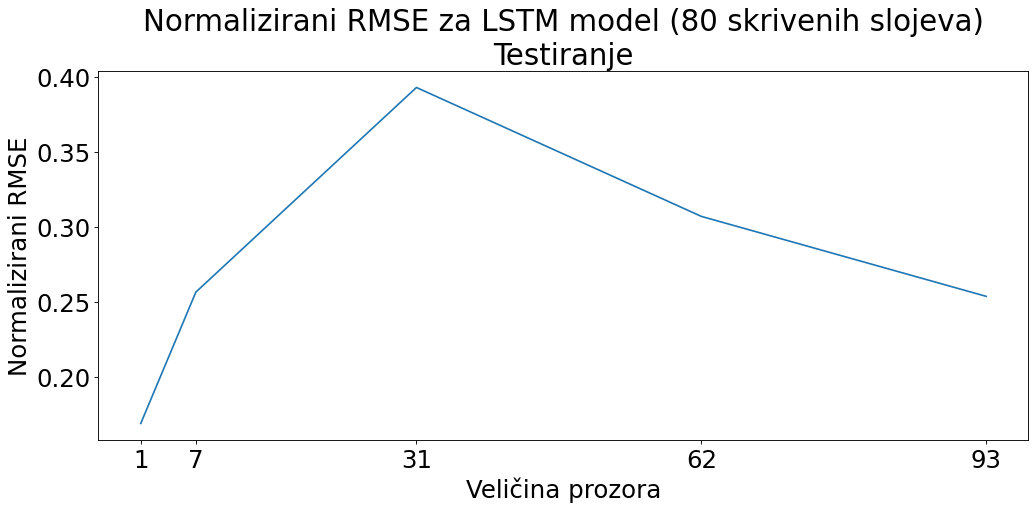 Normalizirani RMSE za LSTM model (80 skrivenih slojeva)
Testiranje
Normalizirani RMSE
0.40
0.35
0.30
0.25
0.20
1 7 31 62 93
Veličina prozora